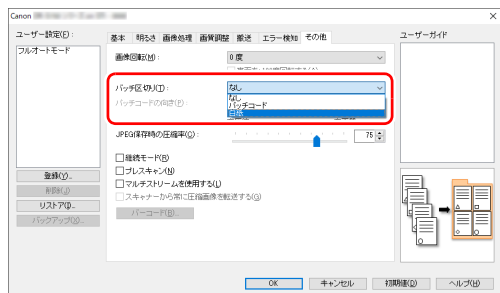 Canon
ユーザー設定(F):
フルオートモード
登録(Y)...
削除(J)
リストア(Q)...
バックアップ(X)...
基本 明るさ 画像処理 画質調整 搬送 エラー検知 その他
画像回転(M):
0 度
バッチ区切り(T):
なし
なし
パッチコード
白紙
パッチコードの向き(P):
JPEG保存時の圧縮率(C):
75
継続モード(R)
プレスキャン(N)
マルチストリームを使用する(L)
スキャナーから常に圧縮画像を転送する(G)
バーコード(B)...
ユーザーガイド
OK キャンセル 初期値(D) ヘルプ(H)